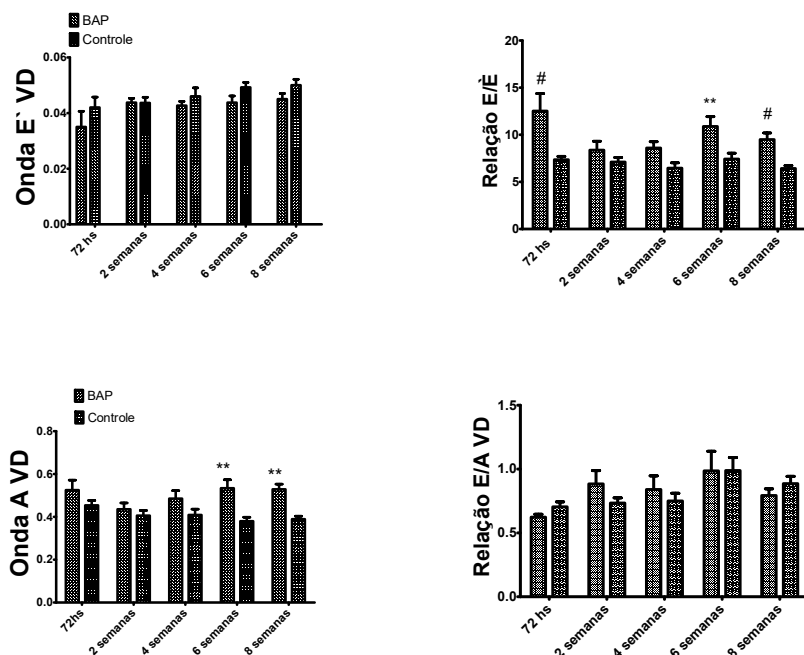 BAP
Controle
Onda E` VD
0.06
0.04
0.02
0.00
72 hs
2 semanas
4 semanas
6 semanas
8 semanas
Relação E/È
20
15
10
5
0
#
**
#
72 hs
2 semanas
4 semanas
6 semanas
8 semanas
BAP
Controle
Onda A VD
0.8
0.6
0.4
0.2
0.0
**
**
72hs
2 semanas
4 semanas
6 semanas
8 semanas
Relação E/A VD
1.5
1.0
0.5
0.0
72 hs
2 semanas
4 semanas
6 semanas
8 semanas